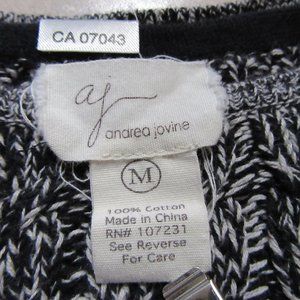 CA 07043
aj
andrea jovine
M
100% Cotton
Made in China
RN# 107231
See Reverse
For Care